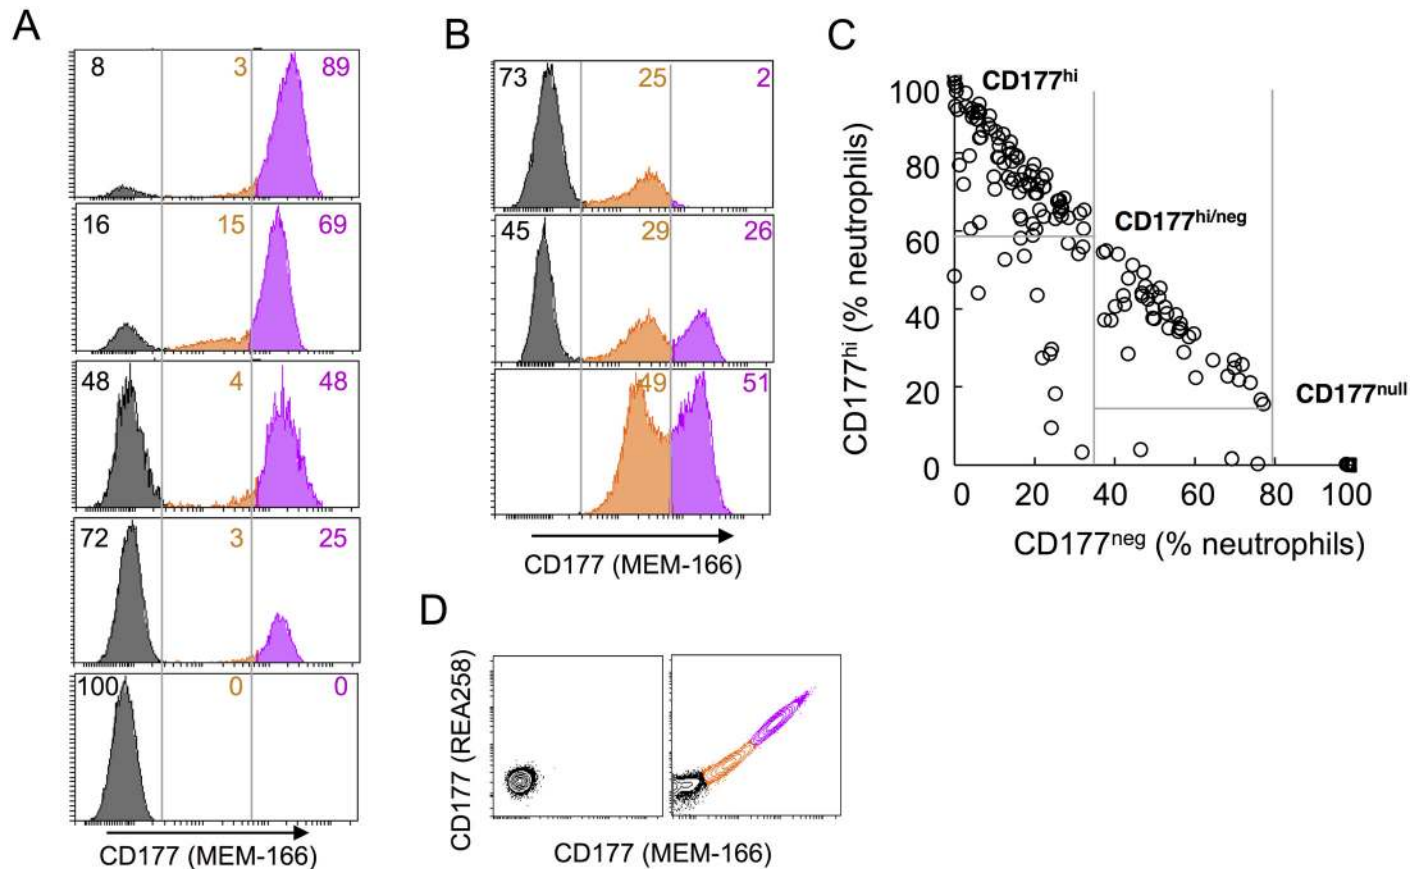 A
8 3 89
16 15 69
48 4 48
72 3 25
100 0 0
CD177 (MEM-166)
B
73 25 2
45 29 26
49 51
CD177 (MEM-166)
C
CD177hi (% neutrophils)
100
80
60
40
20
0
CD177hi
CD177hi/neg
CD177null
0 20 40 60 80 100
CD177neg (% neutrophils)
D
CD177 (REA258)
CD177 (MEM-166)